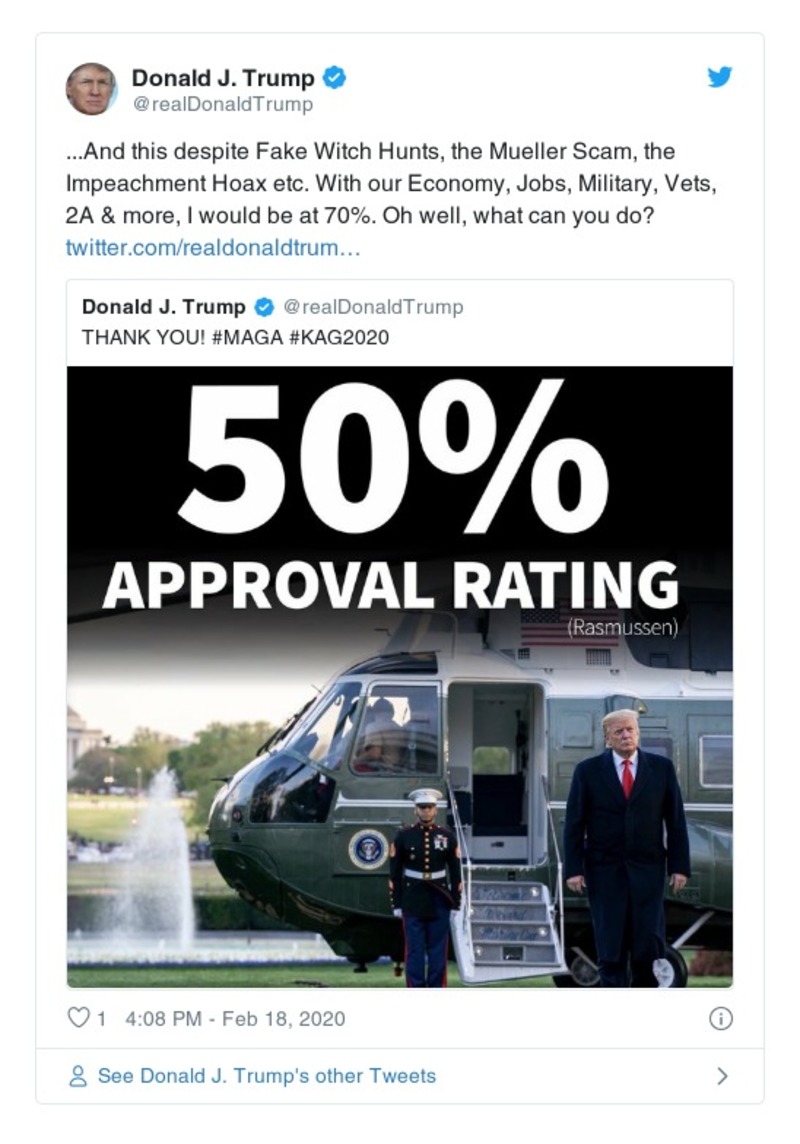 Donald J. Trump
@realDonaldTrump
...And this despite Fake Witch Hunts, the Mueller Scam, the
Impeachment Hoax etc. With our Economy, Jobs, Military, Vets,
2A & more, I would be at 70%. Oh well, what can you do?
twitter.com/realdonaldtrum…
Donald J. Trump @realDonaldTrump
THANK YOU! #MAGA #KAG2020
50%
APPROVAL RATING
(Rasmussen)
1 4:08 PM - Feb 18, 2020
See Donald J. Trump's other Tweets